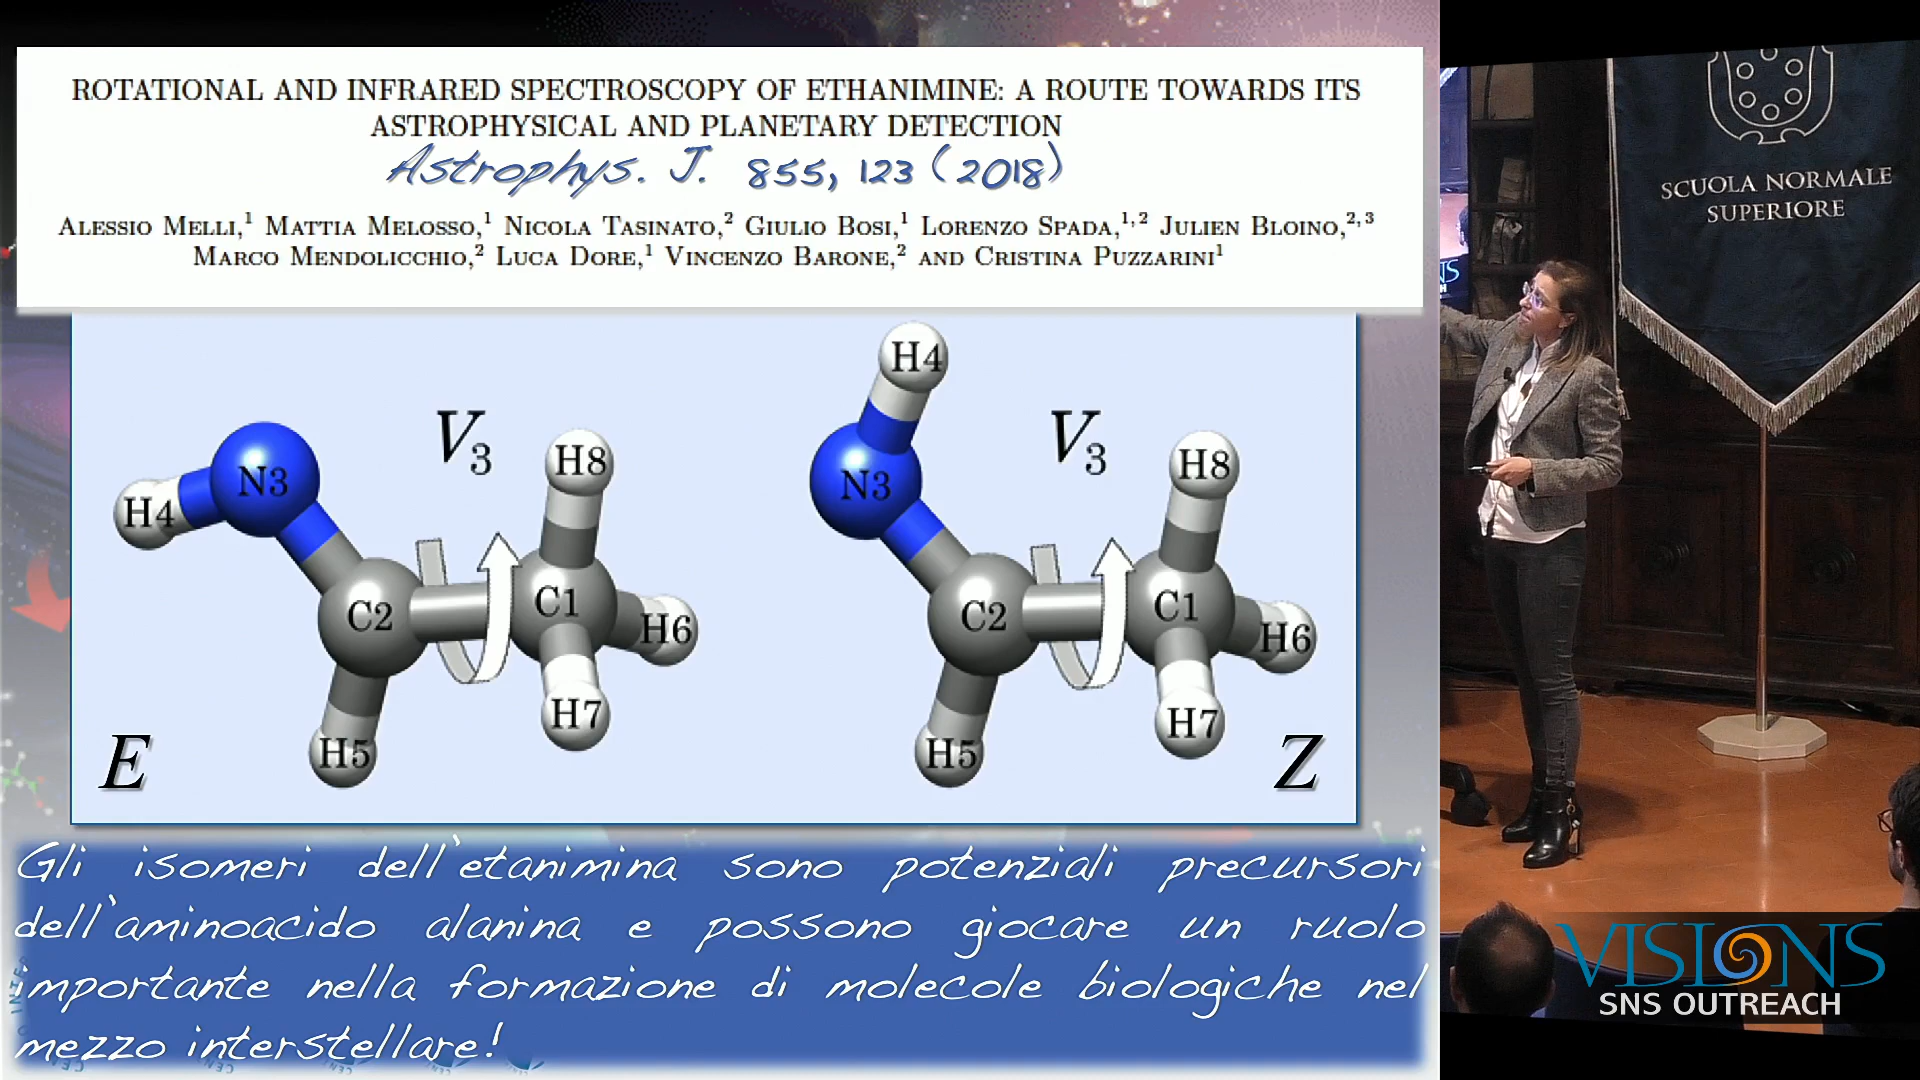 ROTATIONAL AND INFRARED SPECTROSCOPY OF ETHANIMINE: A ROUTE TOWARDS ITS
ASTROPHYSICAL AND PLANETARY DETECTION
Astrophys. J. 855, 123 (2018)
ALESSIO MELLI,¹ MATTIA MELOSSO,¹ NICOLA TASINATO,² GIULIO BOSI,¹ LORENZO SPADA,¹,² JULIEN BLOINO,²,³
MARCO MENDOLICCHIO,² LUCA DORE,¹ VINCENZO BARONE,² AND CRISTINA PUZZARINI¹
H4
N3
V₃
H8
C2
C1
H6
H7
H5
E
H4
N3
V₃
H8
C2
C1
H6
H7
H5
Z
Gli isomeri dell'etanimina sono potenziali precursori
dell'aminoacido alanina e possono giocare un ruolo
importante nella formazione di molecole biologiche nel
mezzo interstellare!
SCUOLA NORMALE
SUPERIORE
VISIONS
SNS OUTREACH